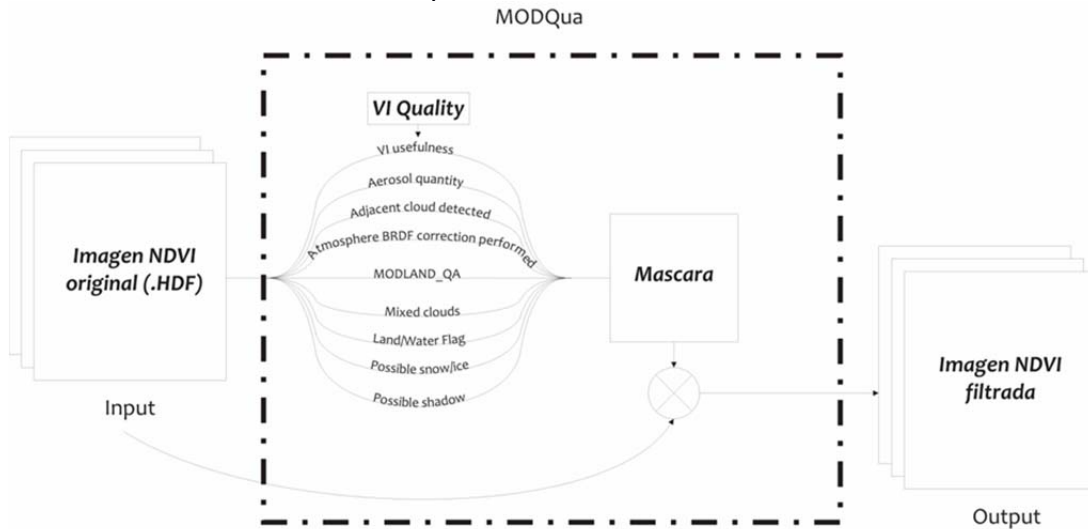 MODQua
VI Quality
VI usefulness
Aerosol quantity
Adjacent cloud detected
Atmosphere BRDF correction performed
MODLAND_QA
Mixed clouds
Land/Water Flag
Possible snow/ice
Possible shadow
Imagen NDVI
original (.HDF)
Input
Mascara
Imagen NDVI
filtrada
Output